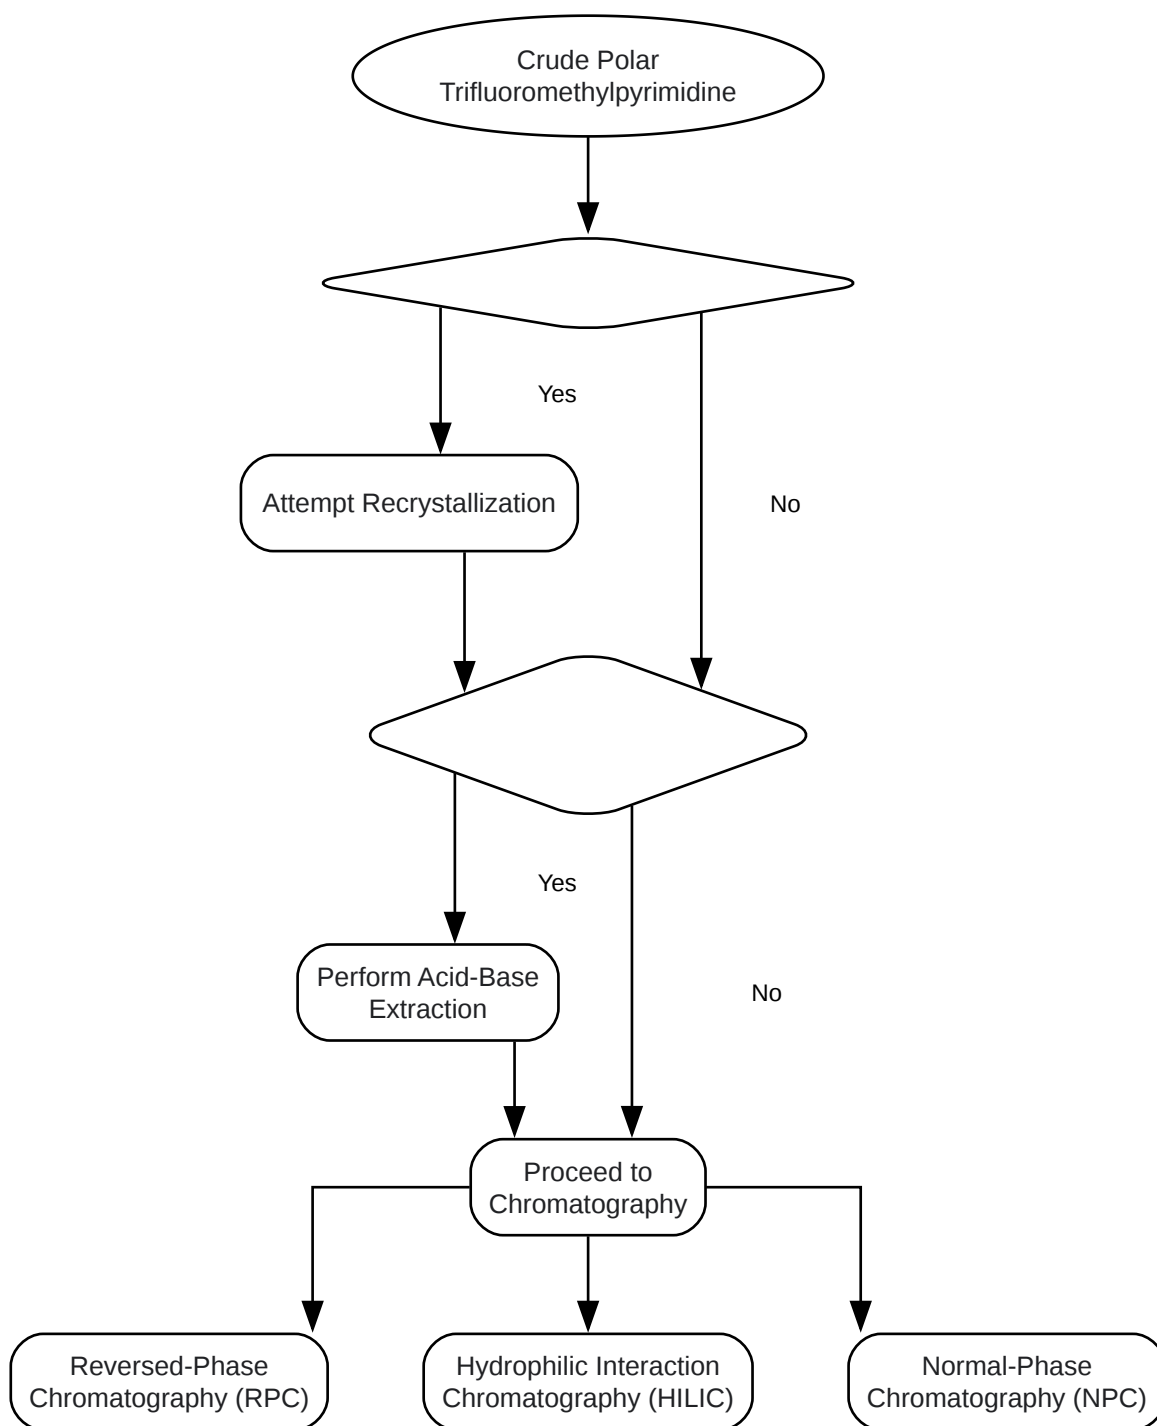 Crude Polar
Trifluoromethylpyrimidine
Yes
Attempt Recrystallization
No
Yes
Perform Acid-Base
Extraction
No
Proceed to
Chromatography
Reversed-Phase
Chromatography (RPC)
Hydrophilic Interaction
Chromatography (HILIC)
Normal-Phase
Chromatography (NPC)